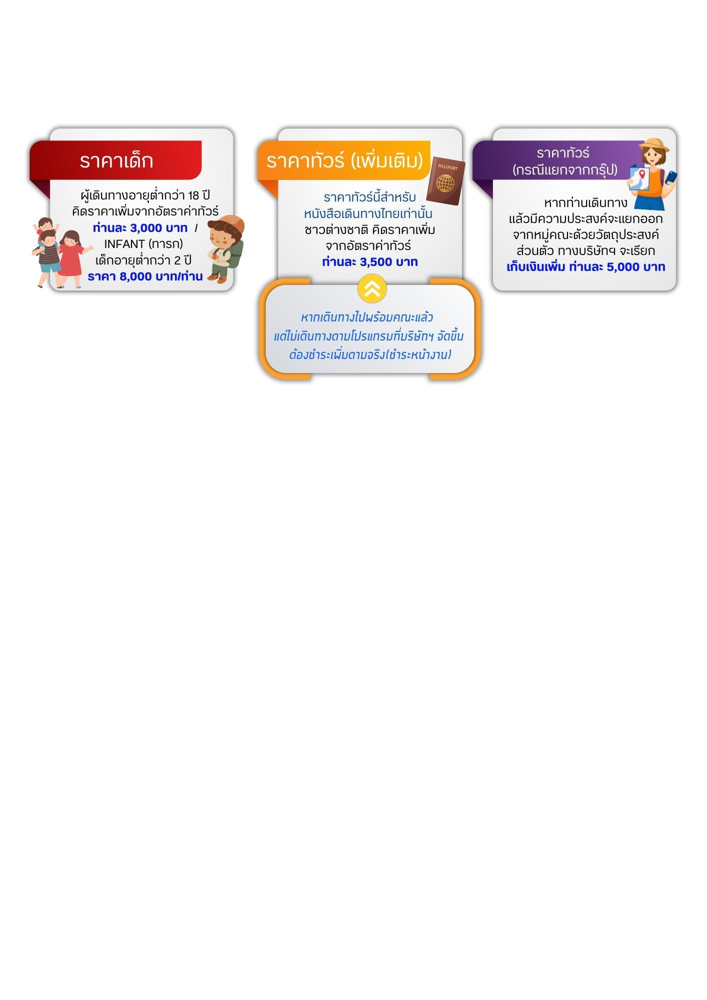 ราคาเด็ก
ผู้เดินทางอายุต่ำกว่า 18 ปี
คิดราคาเพิ่มจากอัตราค่าทัวร์
ท่านละ 3,000 บาท /
INFANT (ทารก)
เด็กอายุต่ำกว่า 2 ปี
ราคา 8,000 บาท/ท่าน
ราคาทัวร์ (เพิ่มเติม)
PASSPORT
ราคาทัวร์นี้สำหรับ
หนังสือเดินทางไทยเท่านั้น
ชาวต่างชาติ คิดราคาเพิ่ม
จากอัตราค่าทัวร์
ท่านละ 3,500 บาท
หากเดินทางไปพร้อมคณะแล้ว
แต่ไม่เดินทางตามโปรแกรมที่บริษัทฯ จัดขึ้น
ต้องชำระเพิ่มตามจริง(ชำระหน้างาน)
ราคาทัวร์
(กรณีแยกจากกรุ๊ป)
หากท่านเดินทาง
แล้วมีความประสงค์จะแยกออก
จากหมู่คณะด้วยวัตถุประสงค์
ส่วนตัว ทางบริษัทฯ จะเรียก
เก็บเงินเพิ่ม ท่านละ 5,000 บาท